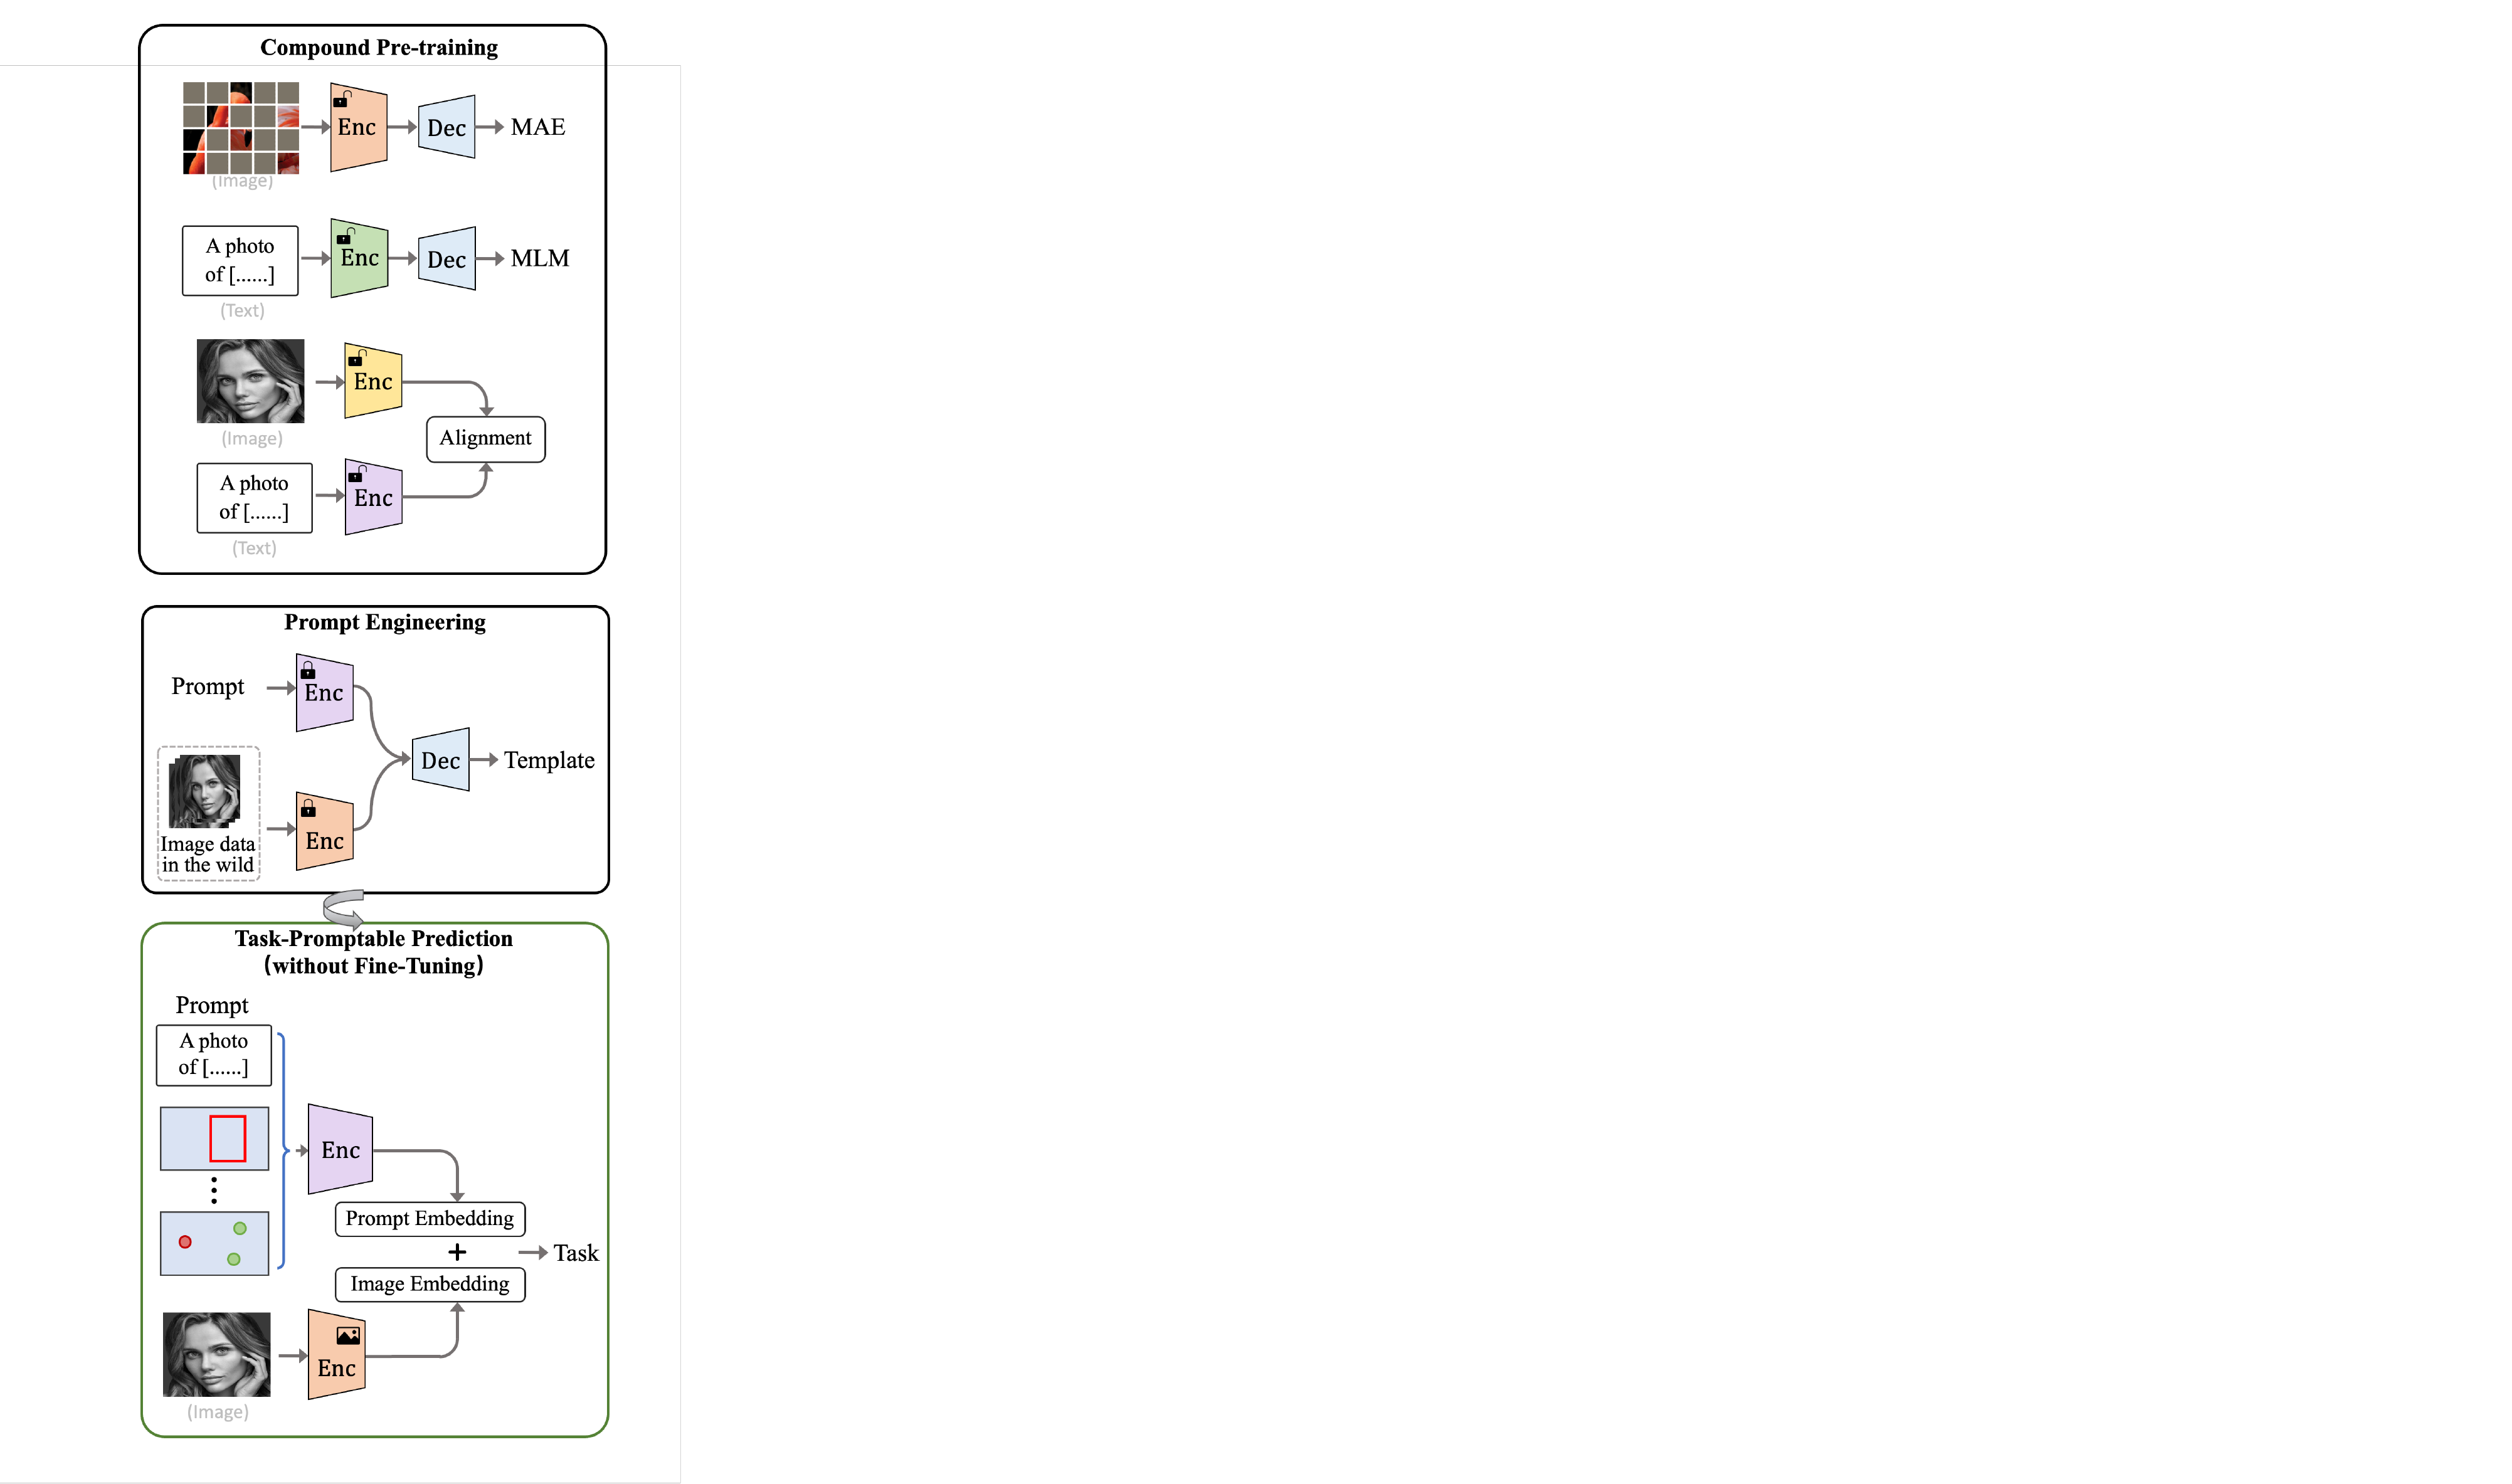 Compound Pre-training
Enc
Dec
MAE
(Image)
A photo
of [......]
Enc
Dec
MLM
(Text)
Enc
(Image)
Alignment
A photo
of [......]
Enc
(Text)
Prompt Engineering
Prompt
Enc
Dec
Template
Image data
in the wild
Enc
Task-Promptable Prediction
(without Fine-Tuning)
Prompt
A photo
of [......]
Enc
Prompt Embedding
+
Task
Image Embedding
Enc
(Image)